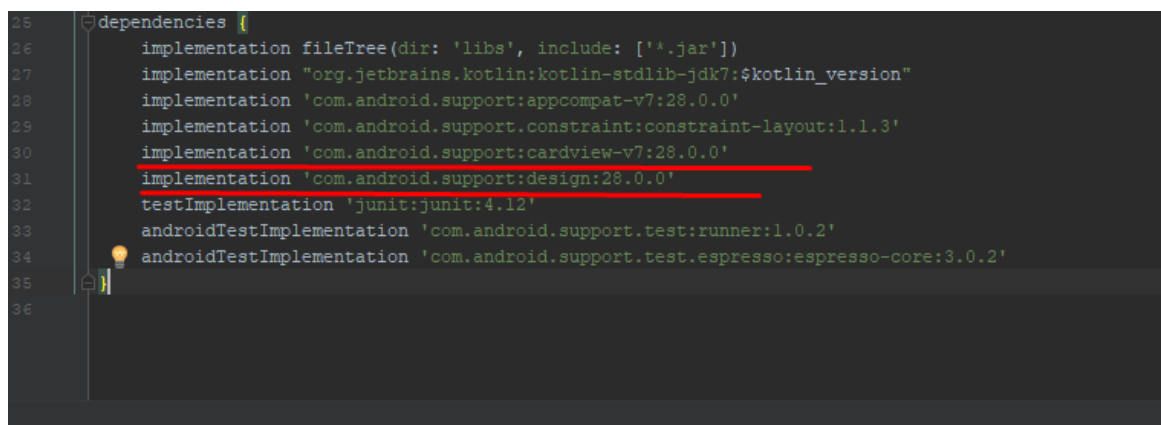 25 dependencies {
26 implementation fileTree(dir: 'libs', include: ['*.jar'])
27 implementation "org.jetbrains.kotlin:kotlin-stdlib-jdk7:$kotlin_version"
28 implementation 'com.android.support:appcompat-v7:28.0.0'
29 implementation 'com.android.support.constraint:constraint-layout:1.1.3'
30 implementation 'com.android.support:cardview-v7:28.0.0'
31 implementation 'com.android.support:design:28.0.0'
32 testImplementation 'junit:junit:4.12'
33 androidTestImplementation 'com.android.support.test:runner:1.0.2'
34 androidTestImplementation 'com.android.support.test.espresso:espresso-core:3.0.2'
35 }
36